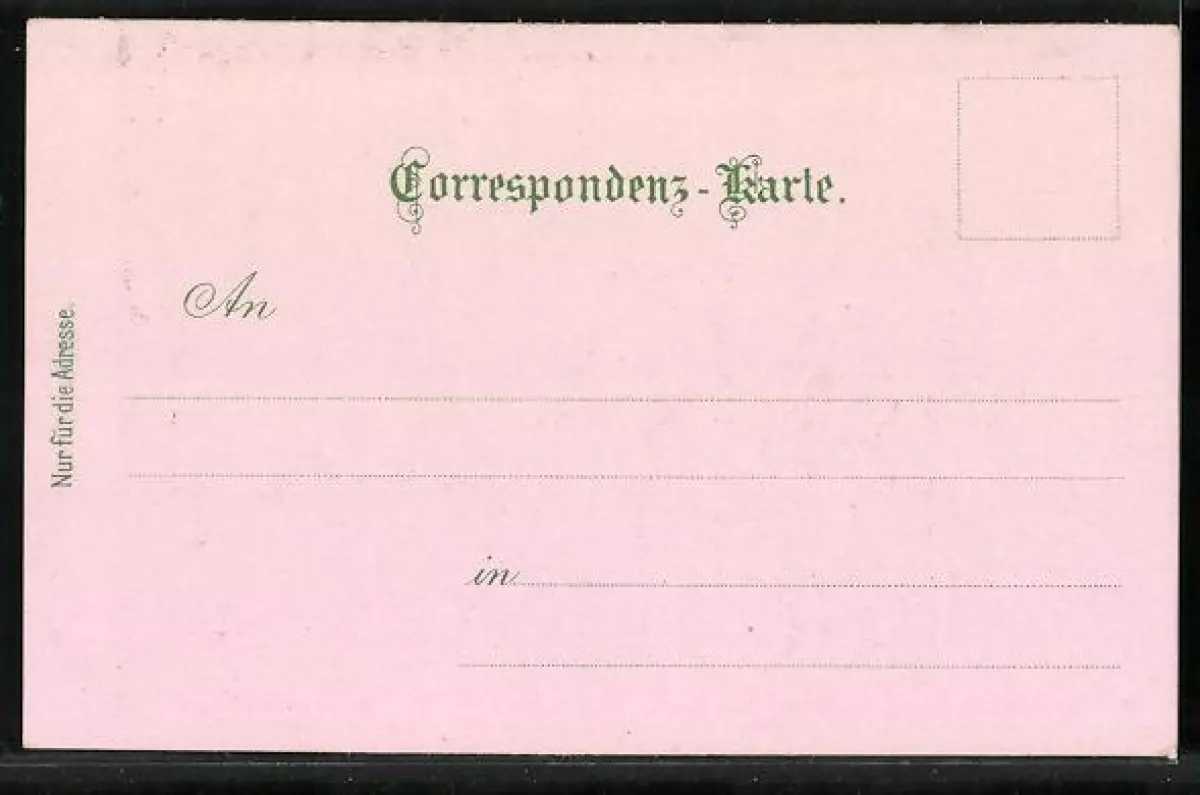 Correspondenz-Karte.
An
Nur für die Adresse.
in